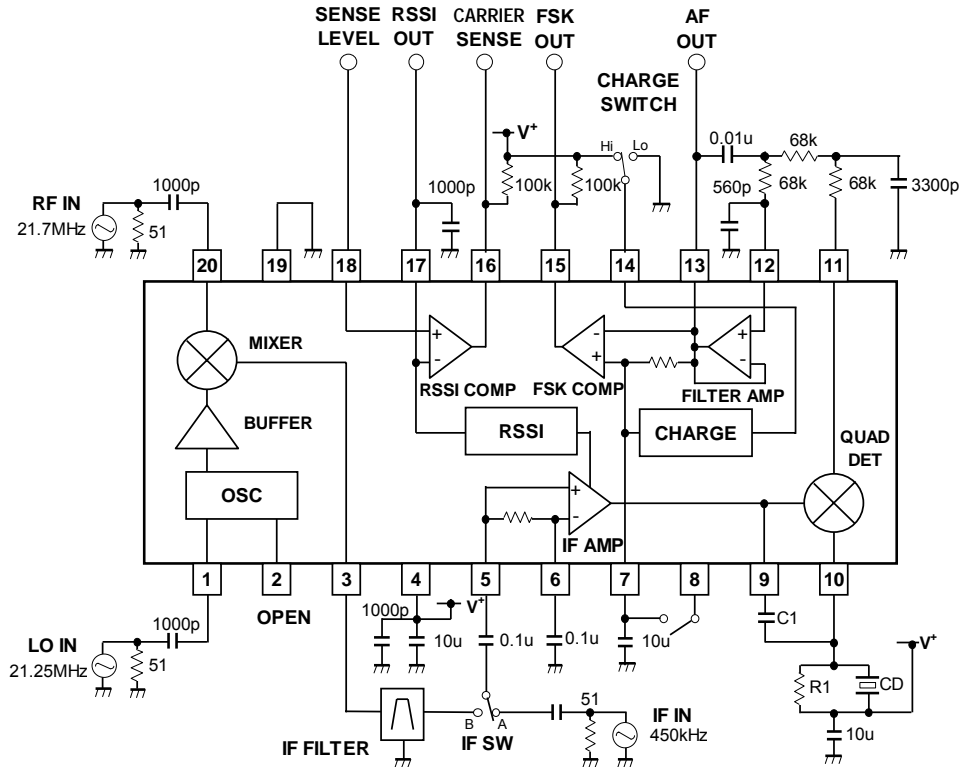 SENSE LEVEL
RSSI OUT
CARRIER SENSE
FSK OUT
AF OUT
CHARGE SWITCH
V+
Hi
Lo
0.01u
68k
1000p
1000p
100k
100k
560p
68k
68k
3300p
RF IN
21.7MHz
51
20
19
18
17
16
15
14
13
12
11
+
-
-
+
+
-
MIXER
RSSI COMP
FSK COMP
FILTER AMP
BUFFER
RSSI
CHARGE
QUAD DET
OSC
+
-
IF AMP
1
2
3
4
5
6
7
8
9
10
OPEN
1000p
1000p
V+
10u
0.1u
0.1u
10u
C1
LO IN
21.25MHz
51
V+
R1
CD
10u
IF FILTER
B
A
IF SW
51
IF IN
450kHz